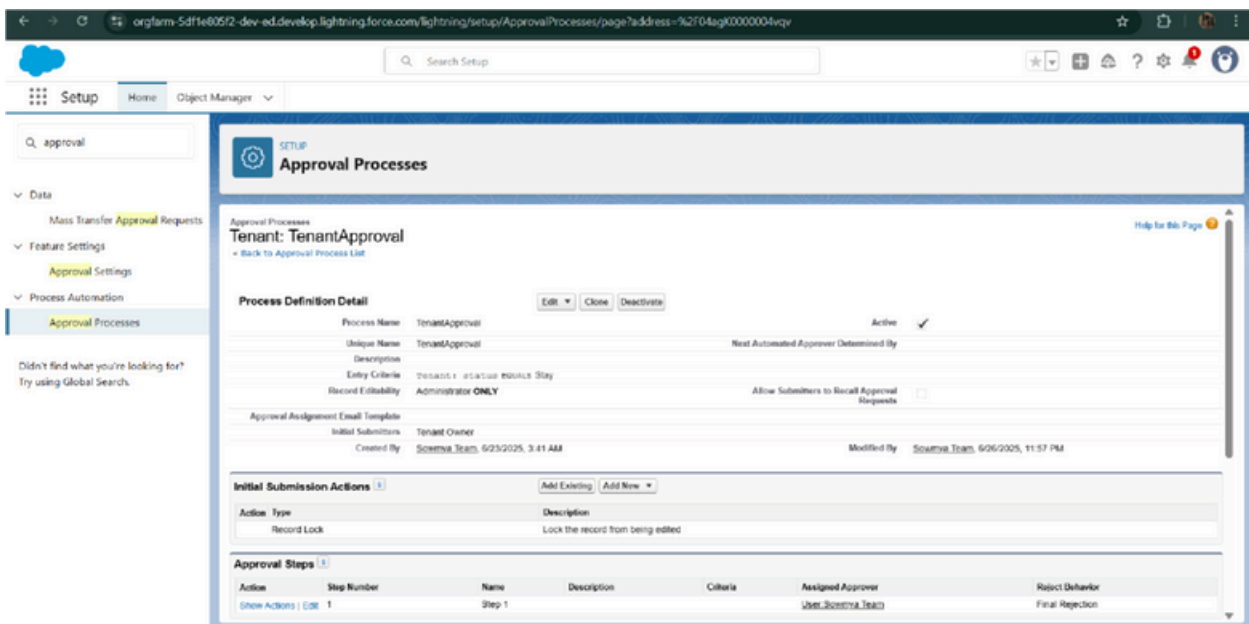 orgfarm-5df1e805f2-dev-ed.develop.lightning.force.com/lightning/setup/ApprovalProcesses/page?address=%2F04agK0000004vqv
Search Setup
Setup Home Object Manager
approval
Data
Mass Transfer Approval Requests
Feature Settings
Approval Settings
Process Automation
Approval Processes
Didn't find what you're looking for?
Try using Global Search.
SETUP
Approval Processes
Approval Processes
Tenant: TenantApproval
« Back to Approval Process List
Help for this Page
Process Definition Detail Edit Clone Deactivate
Process Name TenantApproval Active
Unique Name TenantApproval Next Automated Approver Determined By
Description
Entry Criteria Tenant: status EQUALS Stay
Record Editability Administrator ONLY Allow Submitters to Recall Approval Requests
Approval Assignment Email Template
Initial Submitters Tenant Owner
Created By Sowmya Team, 6/23/2025, 3:41 AM Modified By Sowmya Team, 6/26/2025, 11:57 PM
Initial Submission Actions Add Existing Add New
Action Type Description
Record Lock Lock the record from being edited
Approval Steps
Action Step Number Name Description Criteria Assigned Approver Reject Behavior
Show Actions | Edit 1 Step 1 User:Sowmya Team Final Rejection